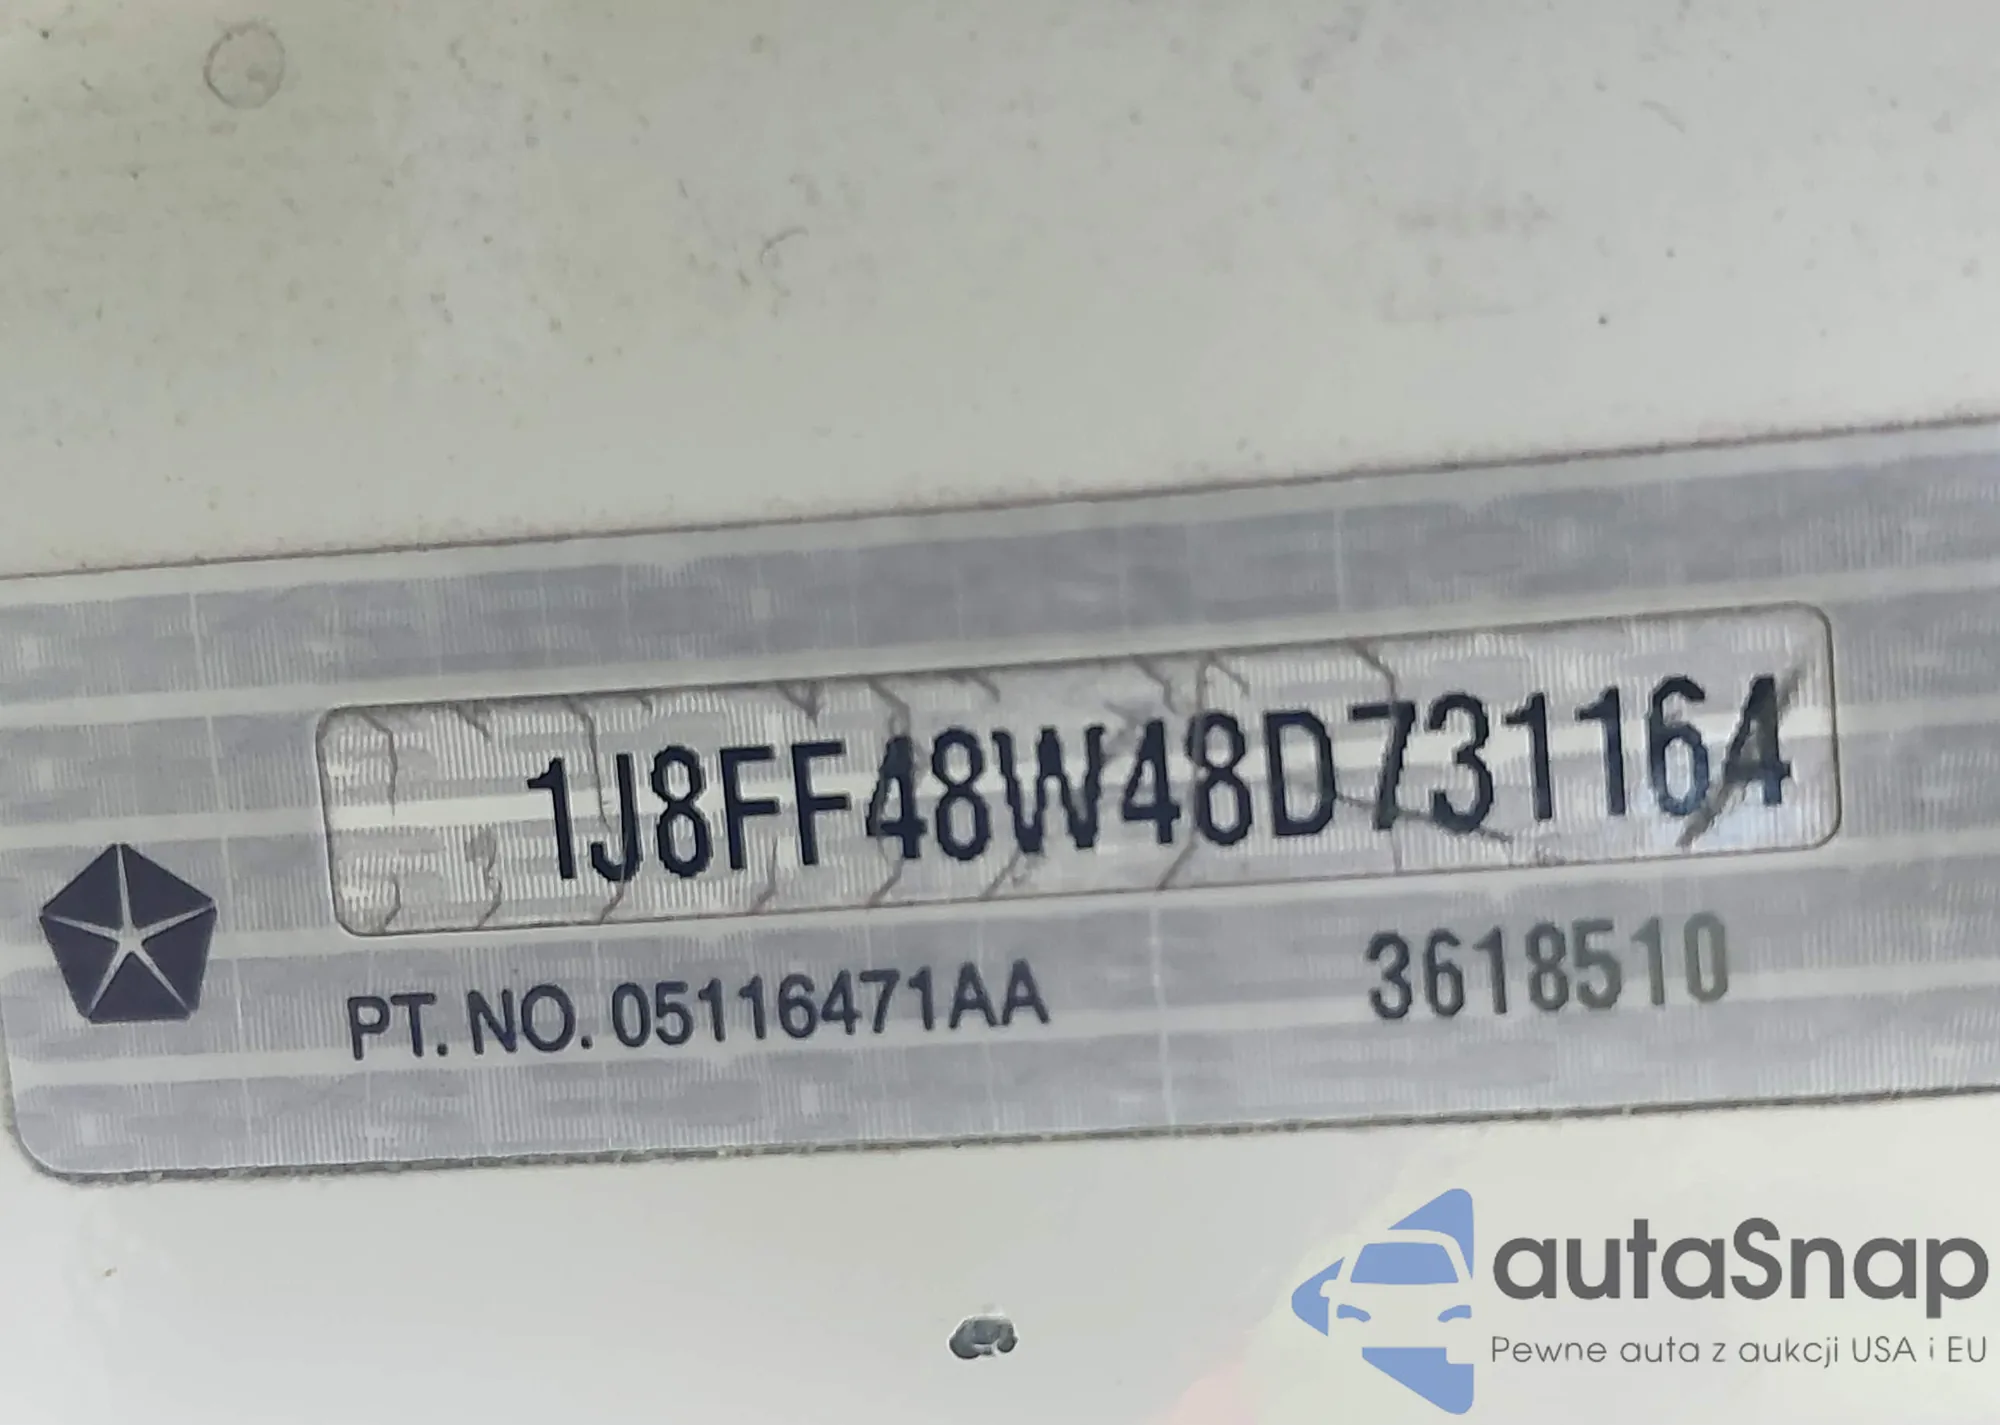 1J8FF48W48D731164
PT. NO. 05116471AA
3618510
autaSnap
Pewne auta z aukcji USA i EU